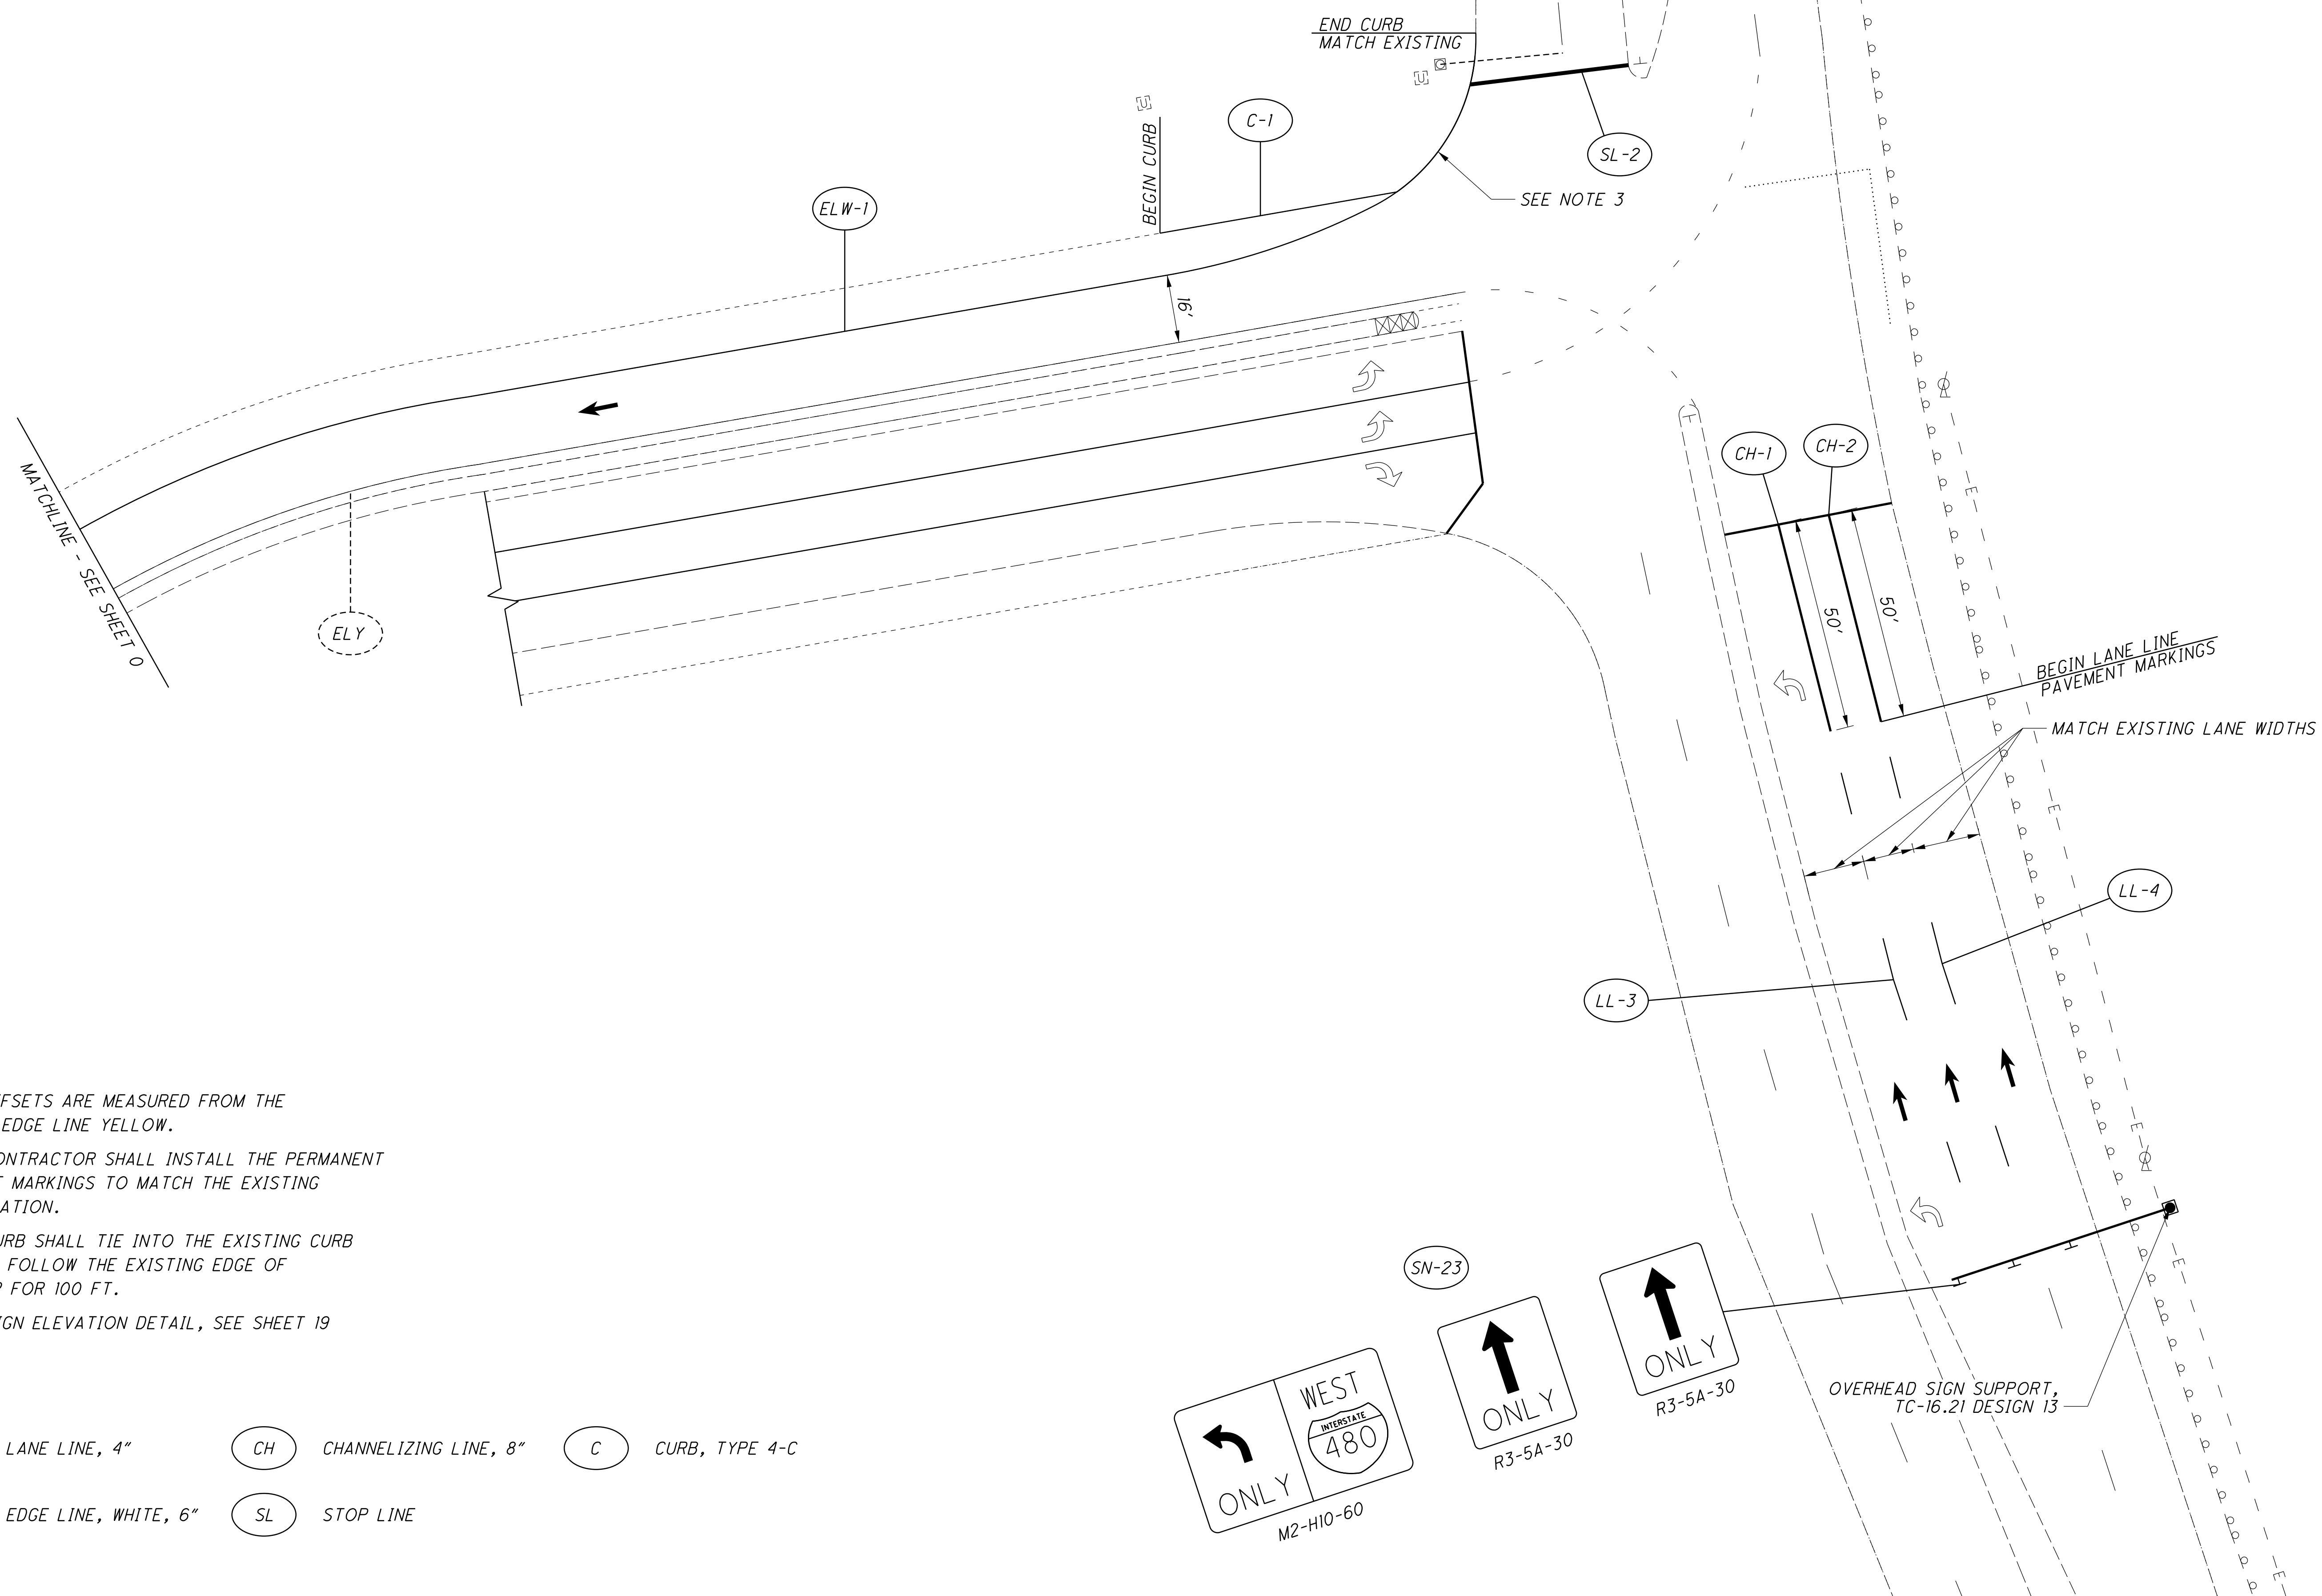 END CURB
MATCH EXISTING
BEGIN CURB
C-1
SL-2
SEE NOTE 3
ELW-1
16'
MATCHLINE - SEE SHEET 0
ELY
CH-1
CH-2
50'
50'
BEGIN LANE LINE
PAVEMENT MARKINGS
MATCH EXISTING LANE WIDTHS
LL-4
LL-3
FSETS ARE MEASURED FROM THE
EDGE LINE YELLOW.
ONTRACTOR SHALL INSTALL THE PERMANENT
T MARKINGS TO MATCH THE EXISTING
ATION.
URB SHALL TIE INTO THE EXISTING CURB
FOLLOW THE EXISTING EDGE OF
R FOR 100 FT.
IGN ELEVATION DETAIL, SEE SHEET 19
SN-23
ONLY
WEST
INTERSTATE
480
M2-H10-60
ONLY
R3-5A-30
ONLY
R3-5A-30
OVERHEAD SIGN SUPPORT,
TC-16.21 DESIGN 13
LANE LINE, 4"
CH CHANNELIZING LINE, 8"
C CURB, TYPE 4-C
EDGE LINE, WHITE, 6"
SL STOP LINE
E
E
E
E
E
U
U